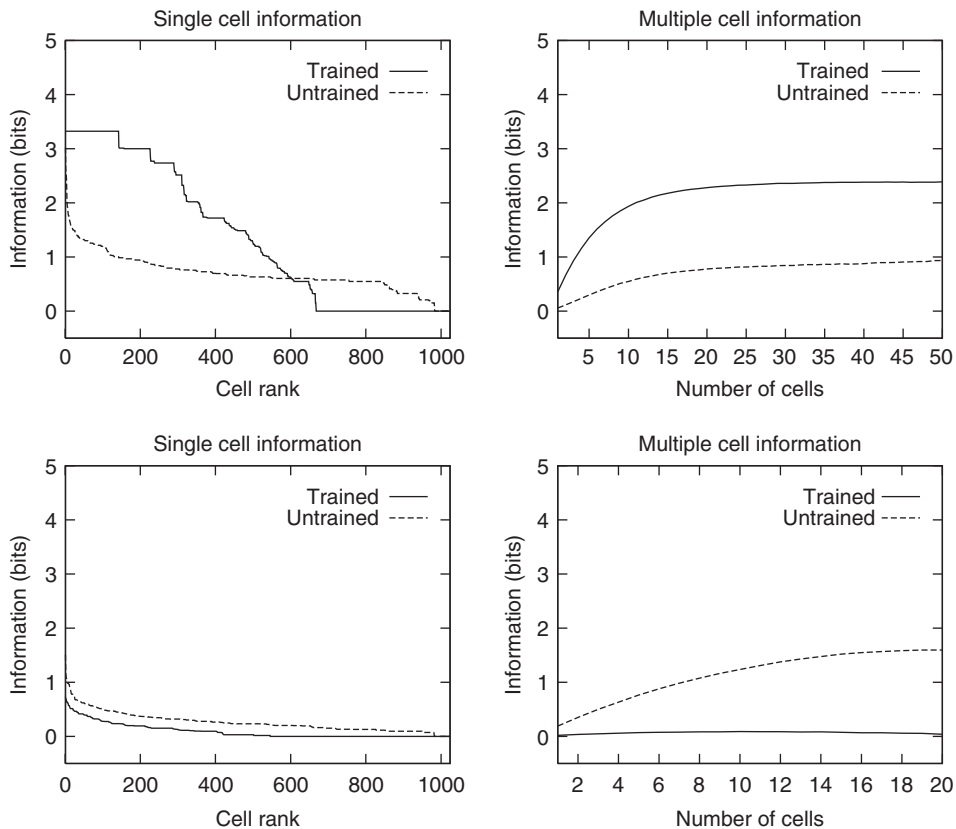 Single cell information
5
4
3
2
1
0
Information (bits)
Trained
Untrained
0 200 400 600 800 1000
Cell rank
Multiple cell information
5
4
3
2
1
0
Information (bits)
Trained
Untrained
5 10 15 20 25 30 35 40 45 50
Number of cells
Single cell information
5
4
3
2
1
0
Information (bits)
Trained
Untrained
0 200 400 600 800 1000
Cell rank
Multiple cell information
5
4
3
2
1
0
Information (bits)
Trained
Untrained
2 4 6 8 10 12 14 16 18 20
Number of cells